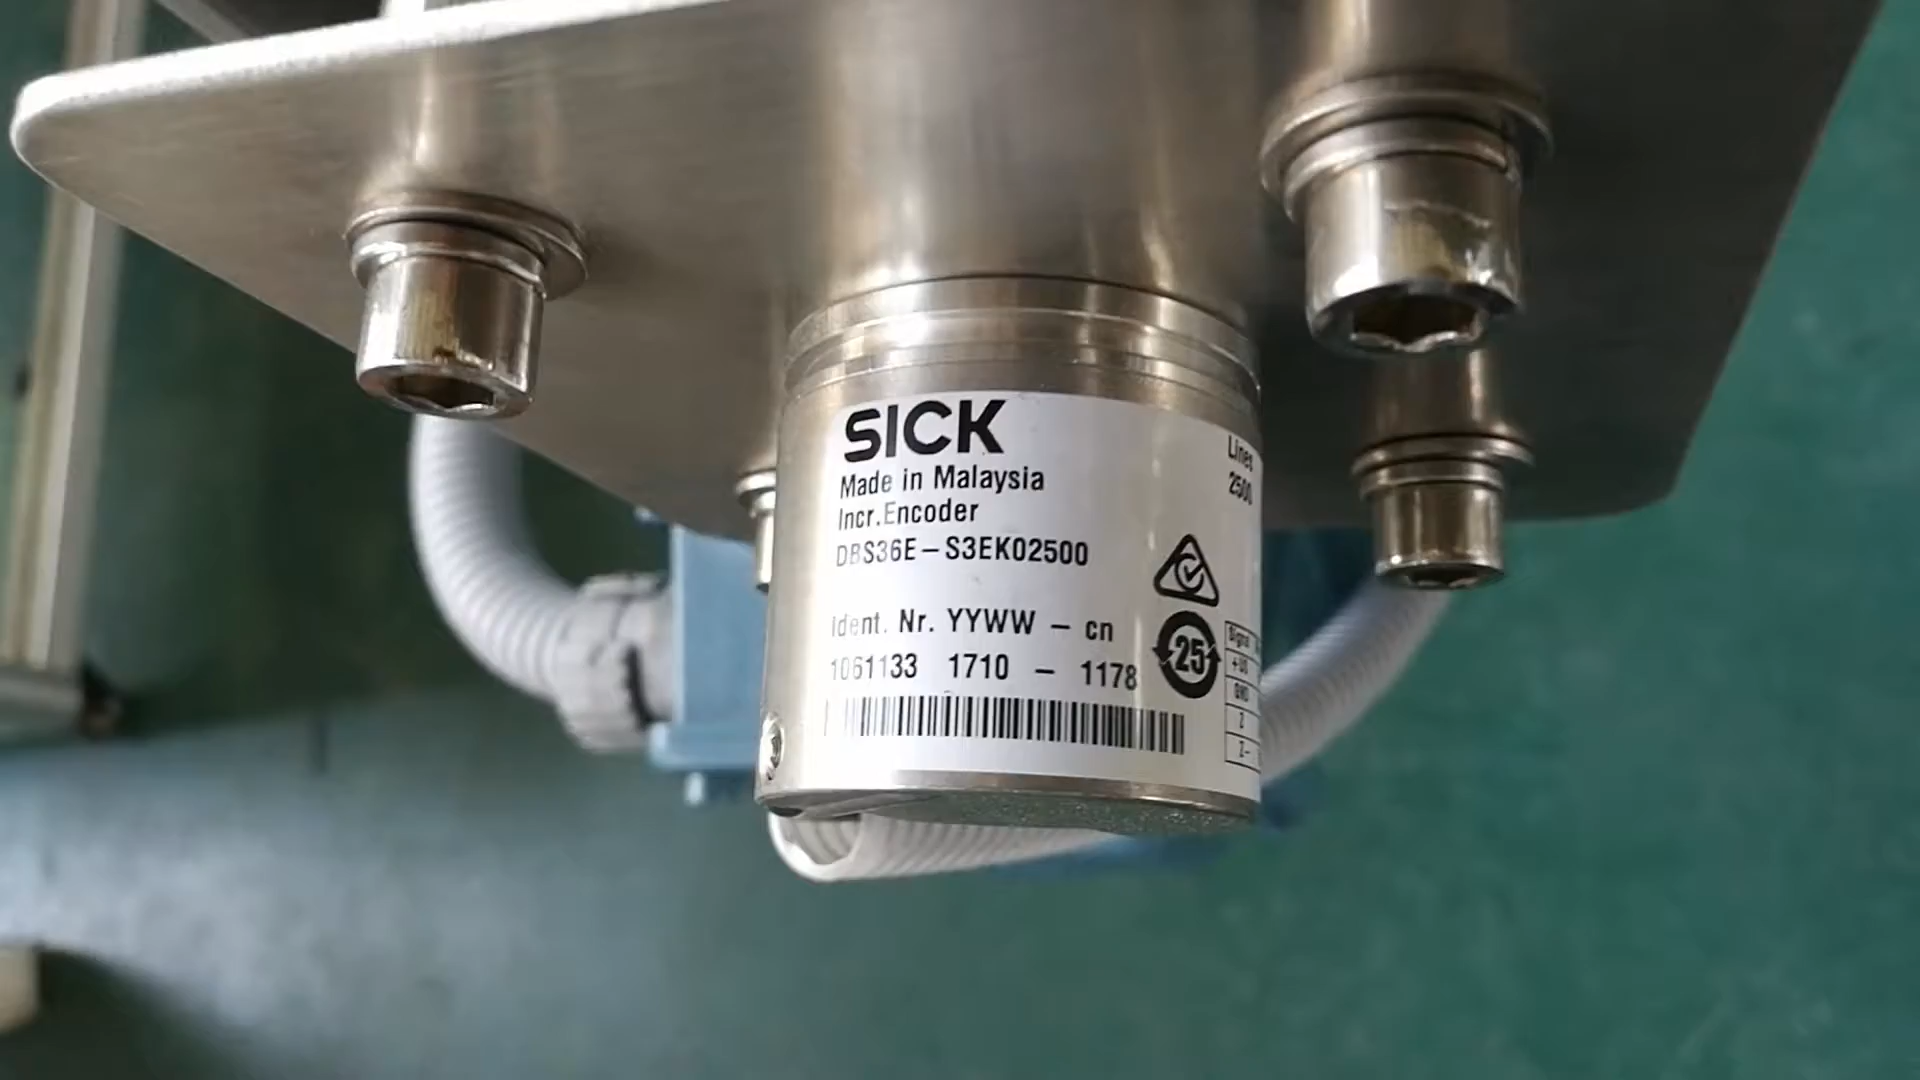 SICK
Made in Malaysia
Incr.Encoder
DBS36E – S3EK02500
Ident. Nr. YYWW – cn
1061133 1710 – 1178
25
Lines
2500
Signal
+US
GND
Z
Z–